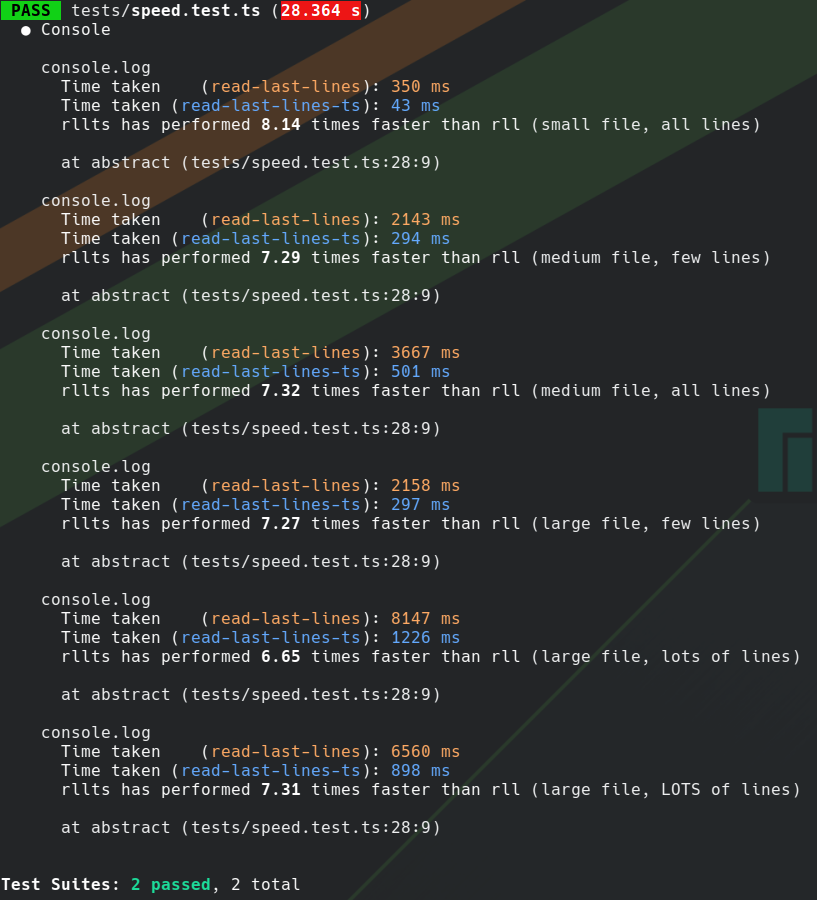 PASS tests/speed.test.ts (28.364 s)
● Console
console.log
Time taken    (read-last-lines): 350 ms
Time taken (read-last-lines-ts): 43 ms
rllts has performed 8.14 times faster than rll (small file, all lines)
at abstract (tests/speed.test.ts:28:9)
console.log
Time taken    (read-last-lines): 2143 ms
Time taken (read-last-lines-ts): 294 ms
rllts has performed 7.29 times faster than rll (medium file, few lines)
at abstract (tests/speed.test.ts:28:9)
console.log
Time taken    (read-last-lines): 3667 ms
Time taken (read-last-lines-ts): 501 ms
rllts has performed 7.32 times faster than rll (medium file, all lines)
at abstract (tests/speed.test.ts:28:9)
console.log
Time taken    (read-last-lines): 2158 ms
Time taken (read-last-lines-ts): 297 ms
rllts has performed 7.27 times faster than rll (large file, few lines)
at abstract (tests/speed.test.ts:28:9)
console.log
Time taken    (read-last-lines): 8147 ms
Time taken (read-last-lines-ts): 1226 ms
rllts has performed 6.65 times faster than rll (large file, lots of lines)
at abstract (tests/speed.test.ts:28:9)
console.log
Time taken    (read-last-lines): 6560 ms
Time taken (read-last-lines-ts): 898 ms
rllts has performed 7.31 times faster than rll (large file, LOTS of lines)
at abstract (tests/speed.test.ts:28:9)
Test Suites: 2 passed, 2 total